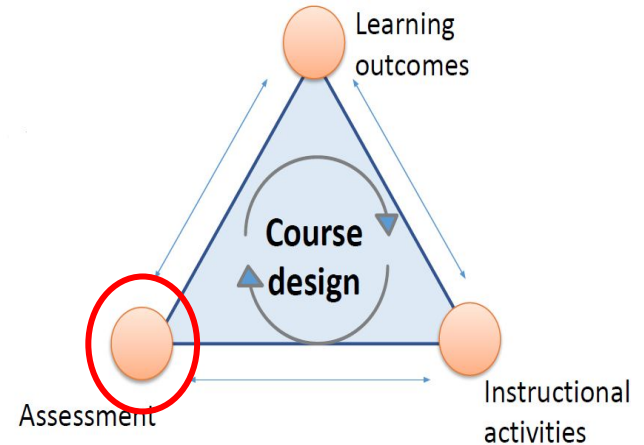 Learning
outcomes
Course
design
Assessment
Instructional
activities